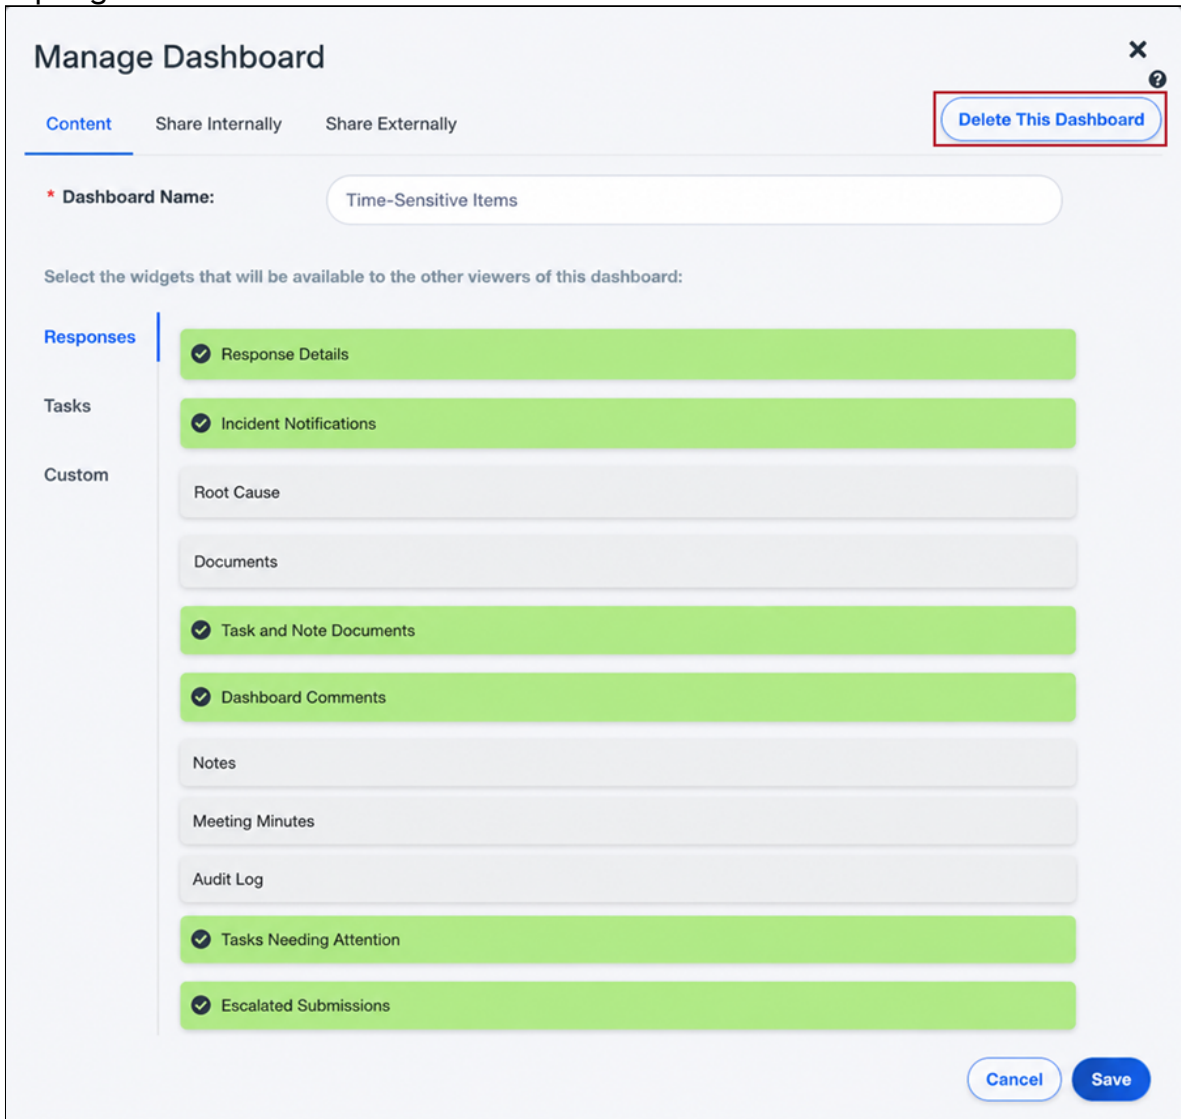 Manage Dashboard
Content Share Internally Share Externally
Delete This Dashboard
* Dashboard Name:
Time-Sensitive Items
Select the widgets that will be available to the other viewers of this dashboard:
Responses
Tasks
Custom
Response Details
Incident Notifications
Root Cause
Documents
Task and Note Documents
Dashboard Comments
Notes
Meeting Minutes
Audit Log
Tasks Needing Attention
Escalated Submissions
Cancel Save